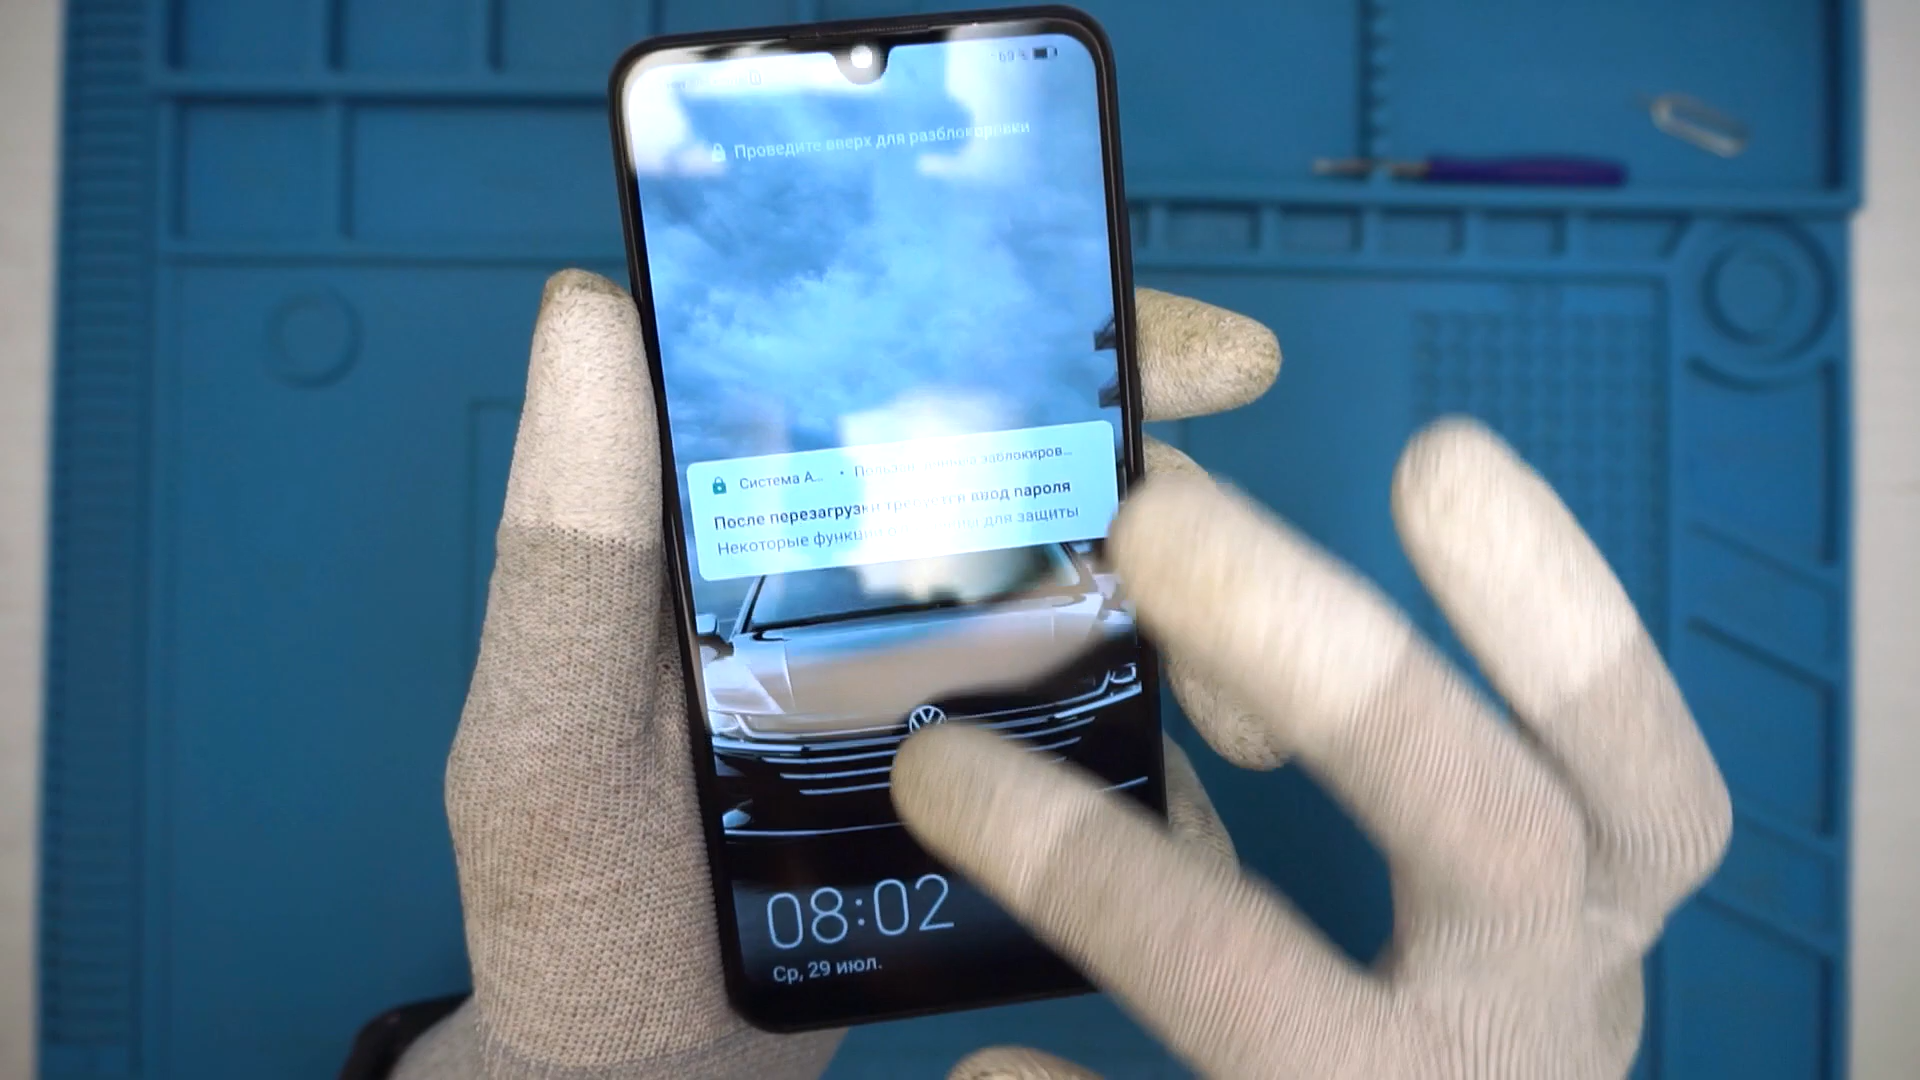 69 %
Проведите вверх для разблокировки
Система А... • заблокиров...
После перезагрузки требуется ввод пароля
Некоторые для защиты
08:02
Ср, 29 июл.